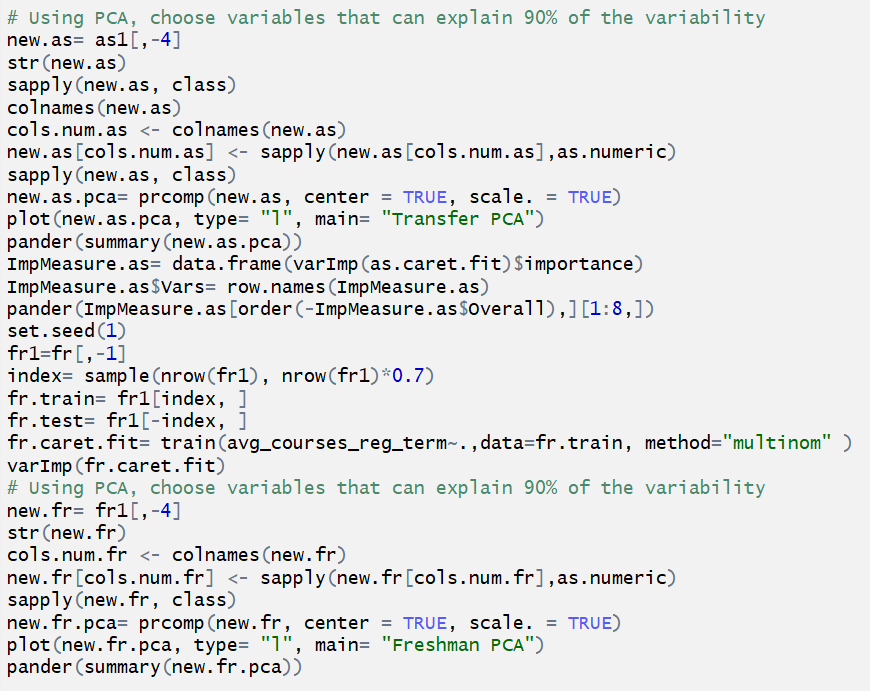 # Using PCA, choose variables that can explain 90% of the variability
new.as= as1[,-4]
str(new.as)
sapply(new.as, class)
colnames(new.as)
cols.num.as <- colnames(new.as)
new.as[cols.num.as] <- sapply(new.as[cols.num.as],as.numeric)
sapply(new.as, class)
new.as.pca= prcomp(new.as, center = TRUE, scale. = TRUE)
plot(new.as.pca, type= "l", main= "Transfer PCA")
pander(summary(new.as.pca))
ImpMeasure.as= data.frame(varImp(as.caret.fit)$importance)
ImpMeasure.as$Vars= row.names(ImpMeasure.as)
pander(ImpMeasure.as[order(-ImpMeasure.as$Overall),][1:8,])
set.seed(1)
fr1=fr[,-1]
index= sample(nrow(fr1), nrow(fr1)*0.7)
fr.train= fr1[index, ]
fr.test= fr1[-index, ]
fr.caret.fit= train(avg_courses_reg_term~.,data=fr.train, method="multinom" )
varImp(fr.caret.fit)
# Using PCA, choose variables that can explain 90% of the variability
new.fr= fr1[,-4]
str(new.fr)
cols.num.fr <- colnames(new.fr)
new.fr[cols.num.fr] <- sapply(new.fr[cols.num.fr],as.numeric)
sapply(new.fr, class)
new.fr.pca= prcomp(new.fr, center = TRUE, scale. = TRUE)
plot(new.fr.pca, type= "l", main= "Freshman PCA")
pander(summary(new.fr.pca))